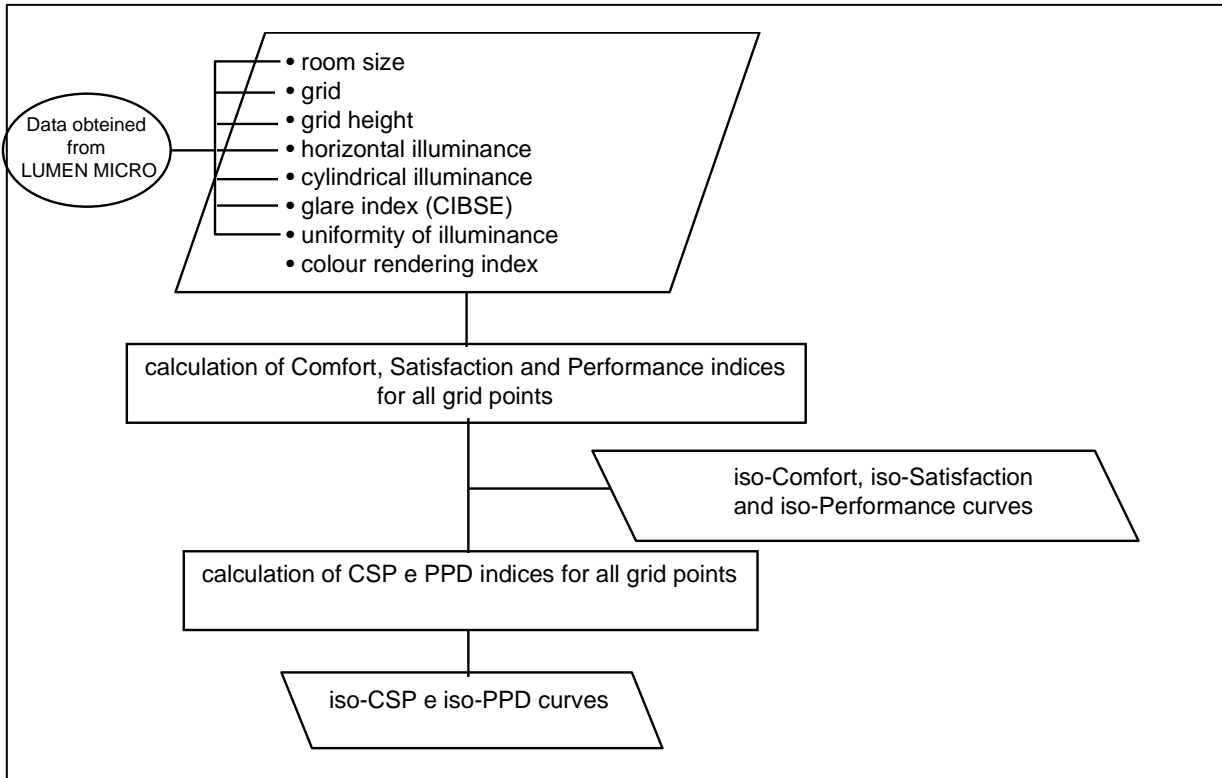 Data obteined
from
LUMEN MICRO
• room size
• grid
• grid height
• horizontal illuminance
• cylindrical illuminance
• glare index (CIBSE)
• uniformity of illuminance
• colour rendering index
calculation of Comfort, Satisfaction and Performance indices
for all grid points
iso-Comfort, iso-Satisfaction
and iso-Performance curves
calculation of CSP e PPD indices for all grid points
iso-CSP e iso-PPD curves